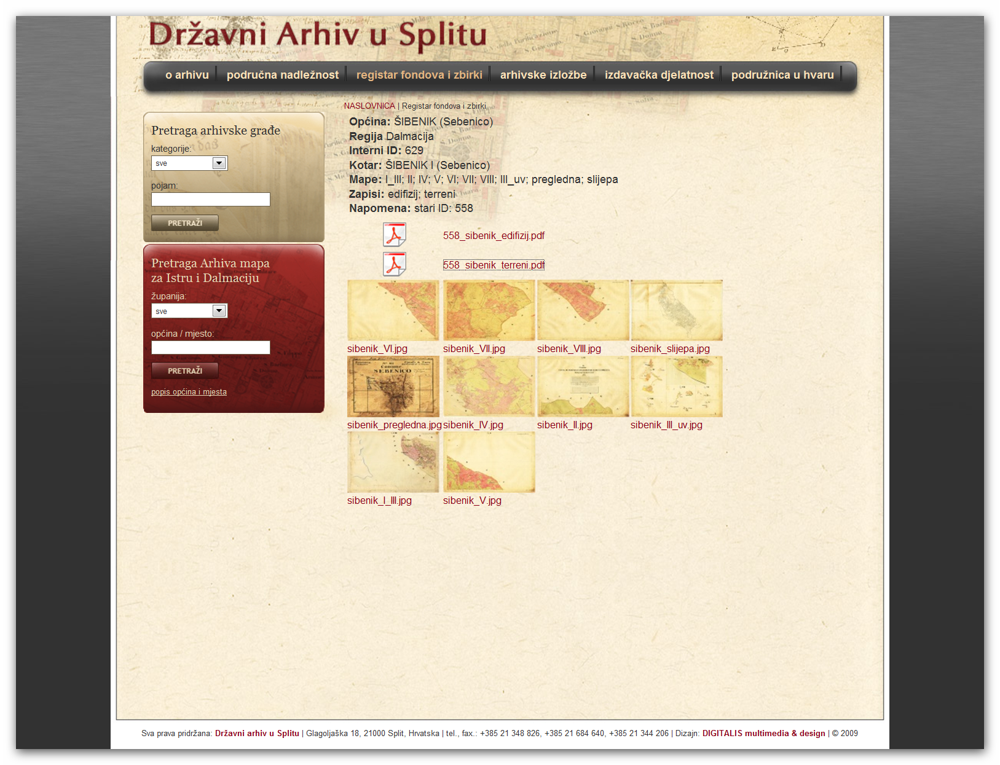 Državni Arhiv u Splitu
o arhivu
područna nadležnost
registar fondova i zbirki
arhivske izložbe
izdavačka djelatnost
podružnica u hvaru
Pretraga arhivske građe
kategorije:
sve
pojam:
PRETRAŽI
Pretraga Arhiva mapa
za Istru i Dalmaciju
županija:
sve
općina / mjesto:
PRETRAŽI
popis općina i mjesta
NASLOVNICA | Registar fondova i zbirki
Općina: ŠIBENIK (Sebenico)
Regija Dalmacija
Interni ID: 629
Kotar: ŠIBENIK I (Sebenico)
Mape: I_III; II; IV; V; VI; VII; VIII; III_uv; pregledna; slijepa
Zapisi: edifizij; terreni
Napomena: stari ID: 558
558_sibenik_edifizij.pdf
558_sibenik_terreni.pdf
sibenik_VI.jpg
sibenik_VII.jpg
sibenik_VIII.jpg
sibenik_slijepa.jpg
Comune
SEBENICO
sibenik_pregledna.jpg
sibenik_IV.jpg
sibenik_II.jpg
sibenik_III_uv.jpg
sibenik_I_III.jpg
sibenik_V.jpg
Sva prava pridržana: Državni arhiv u Splitu | Glagoljaška 18, 21000 Split, Hrvatska | tel., fax.: +385 21 348 826, +385 21 684 640, +385 21 344 206 | Dizajn: DIGITALIS multimedia & design | © 2009